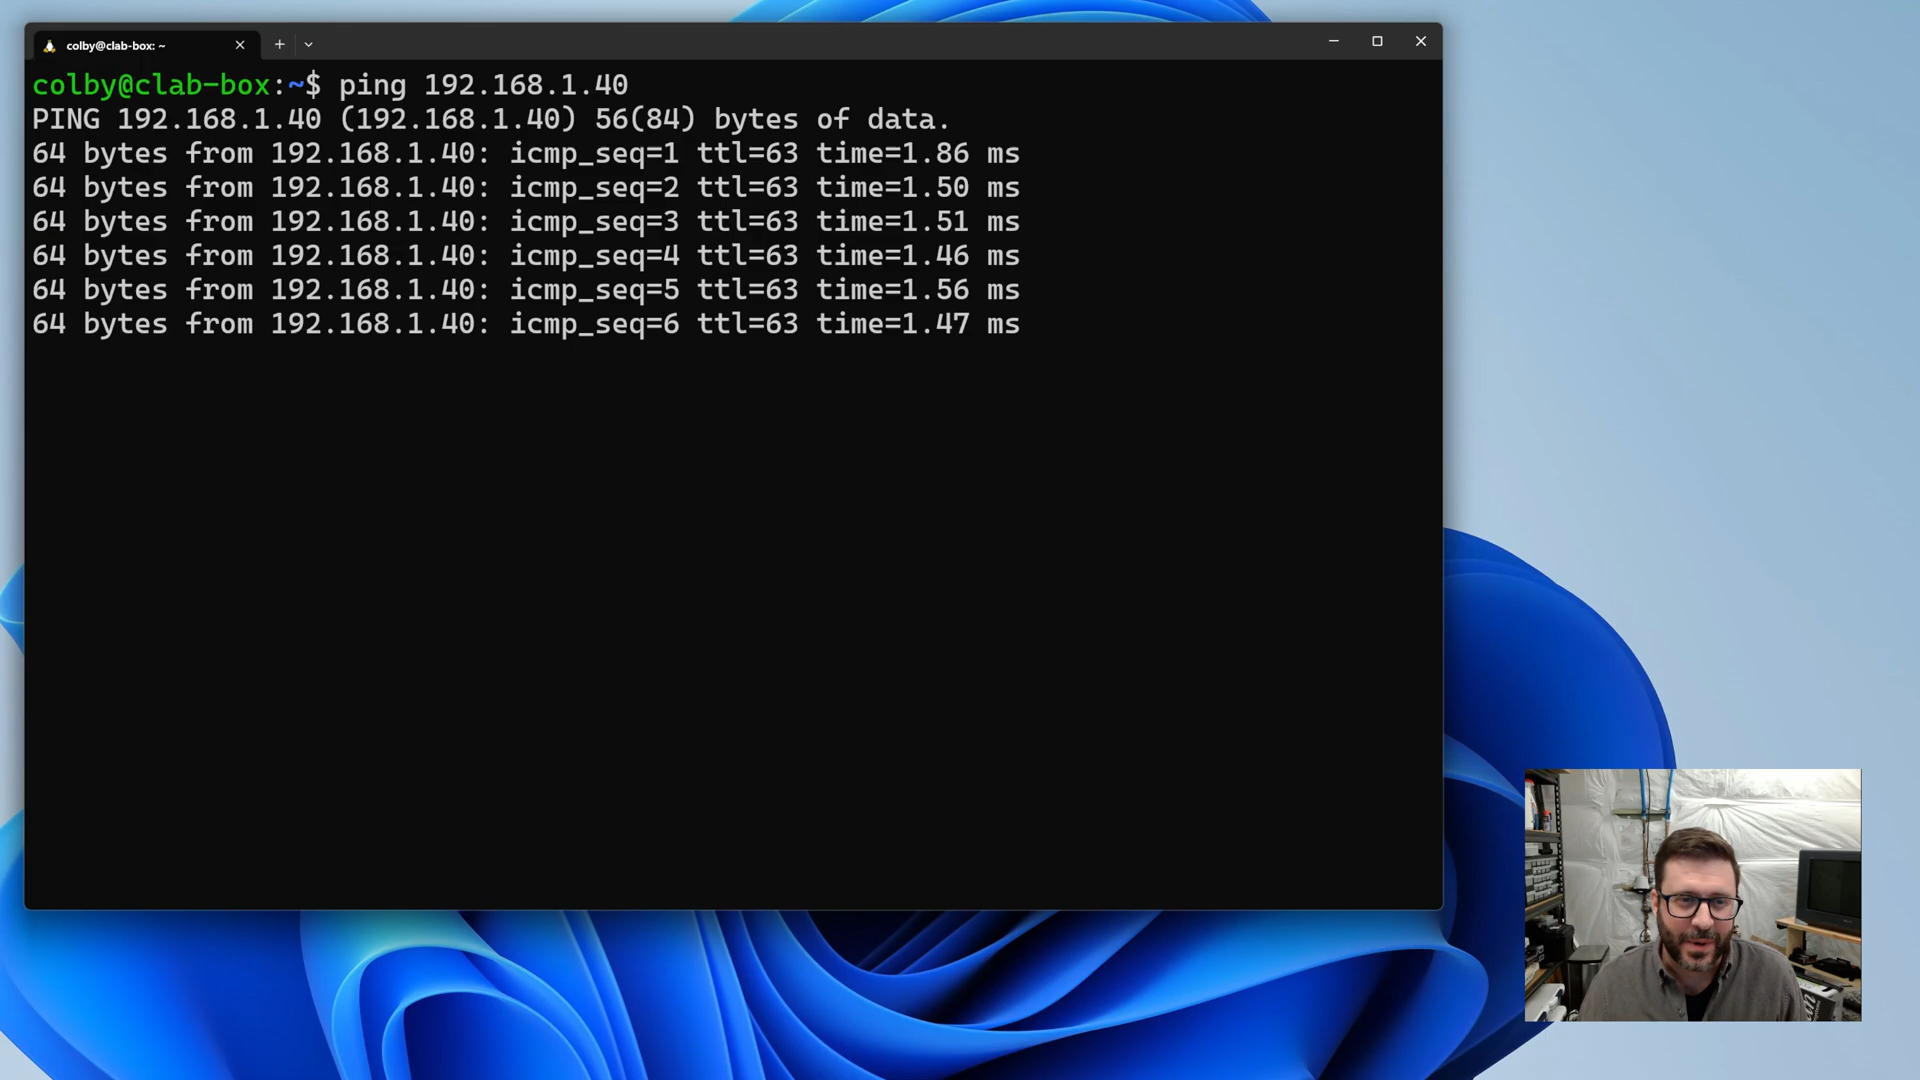 colby@clab-box: ~
colby@clab-box:~$ ping 192.168.1.40
PING 192.168.1.40 (192.168.1.40) 56(84) bytes of data.
64 bytes from 192.168.1.40: icmp_seq=1 ttl=63 time=1.86 ms
64 bytes from 192.168.1.40: icmp_seq=2 ttl=63 time=1.50 ms
64 bytes from 192.168.1.40: icmp_seq=3 ttl=63 time=1.51 ms
64 bytes from 192.168.1.40: icmp_seq=4 ttl=63 time=1.46 ms
64 bytes from 192.168.1.40: icmp_seq=5 ttl=63 time=1.56 ms
64 bytes from 192.168.1.40: icmp_seq=6 ttl=63 time=1.47 ms